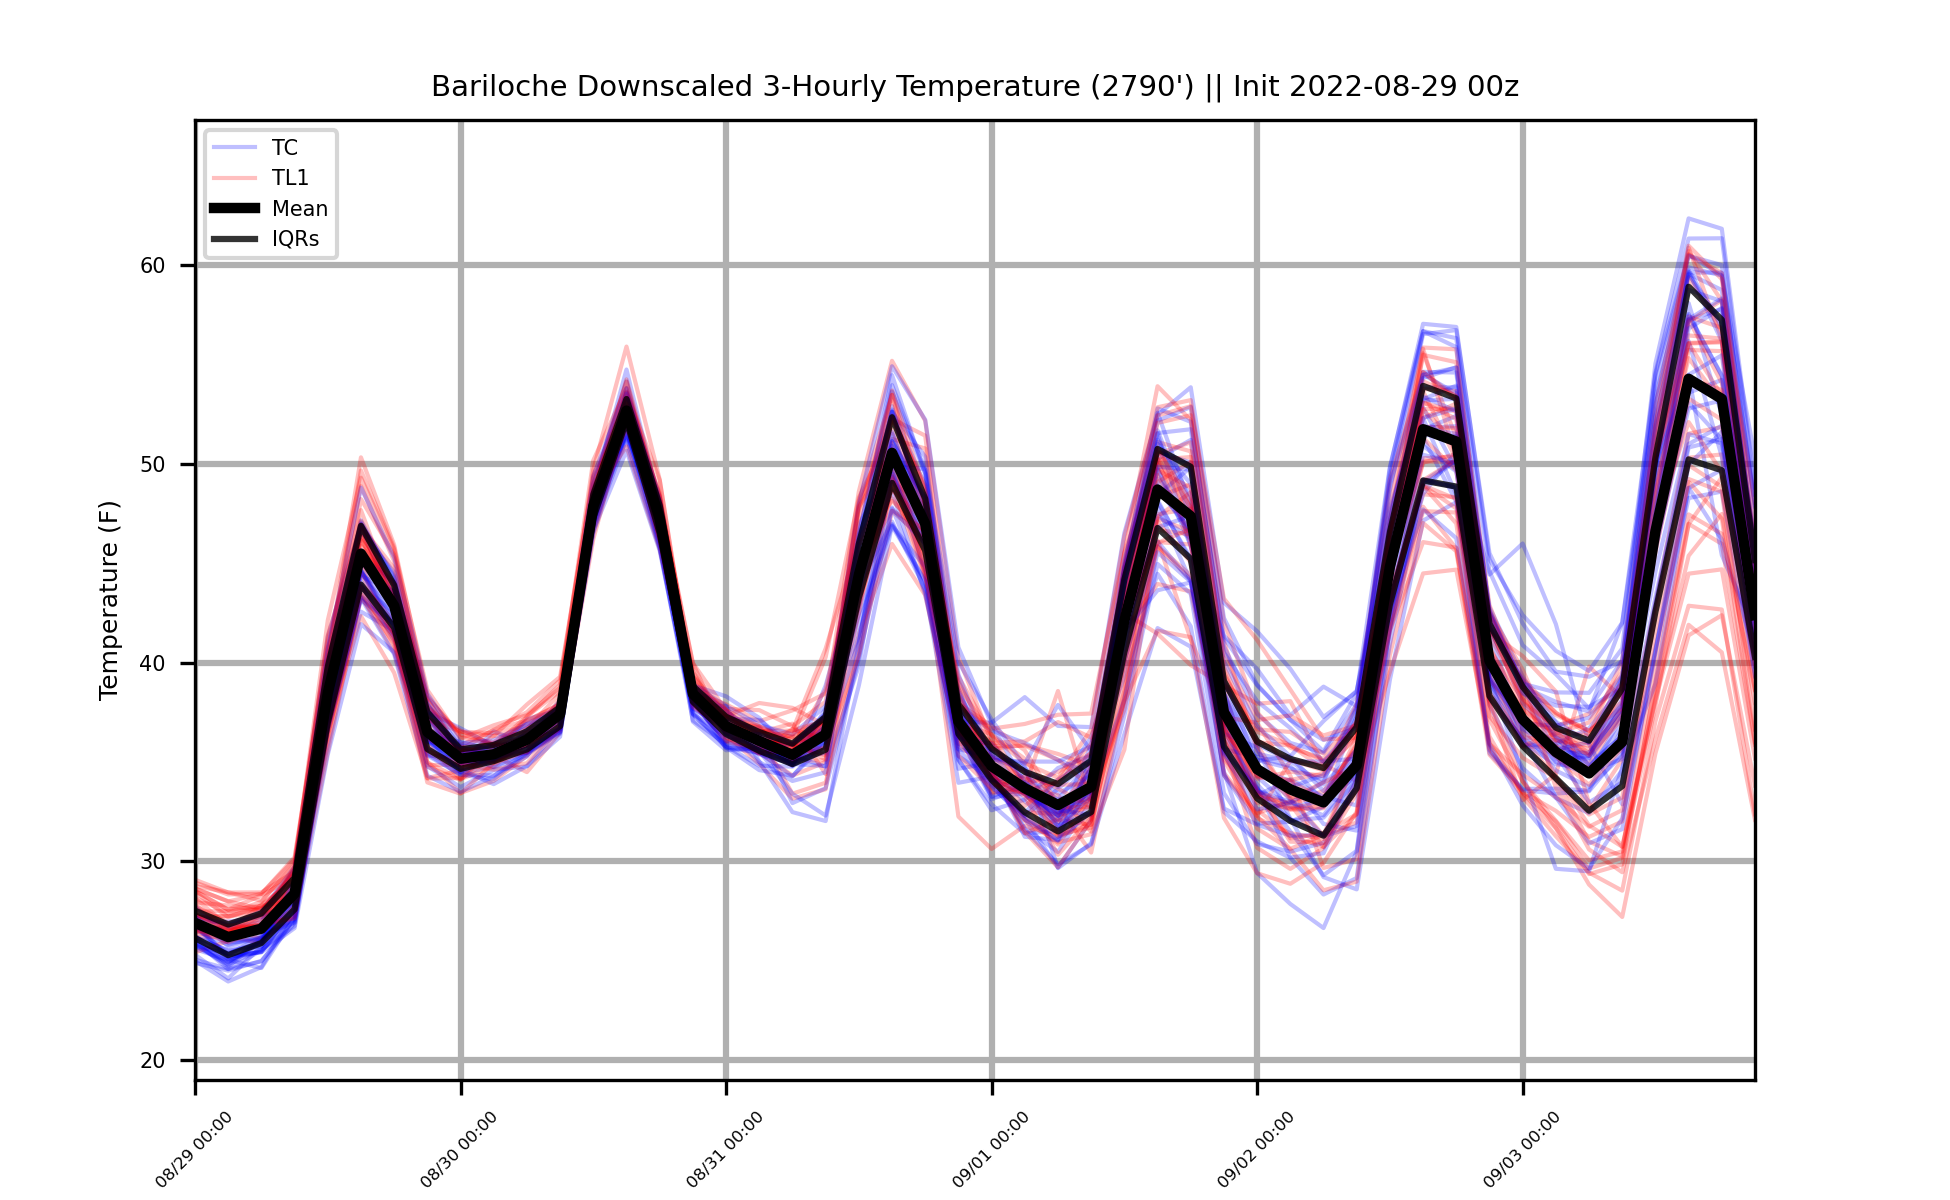 Bariloche Downscaled 3-Hourly Temperature (2790') || Init 2022-08-29 00z
TC
TL1
Mean
IQRs
Temperature (F)
60
50
40
30
20
08/29 00:00
08/30 00:00
08/31 00:00
09/01 00:00
09/02 00:00
09/03 00:00